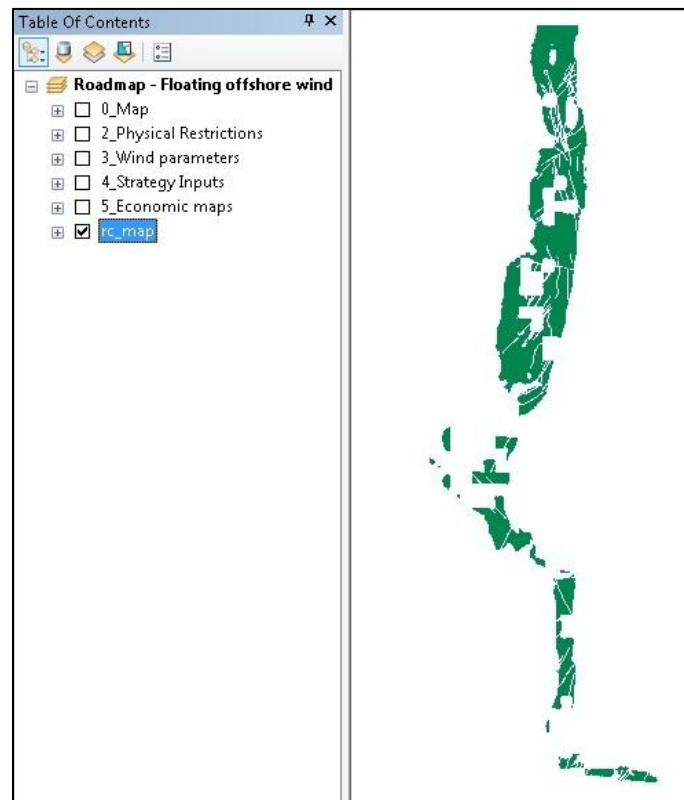 Table Of Contents
Roadmap - Floating offshore wind
0_Map
2_Physical Restrictions
3_Wind parameters
4_Strategy Inputs
5_Economic maps
rc_map